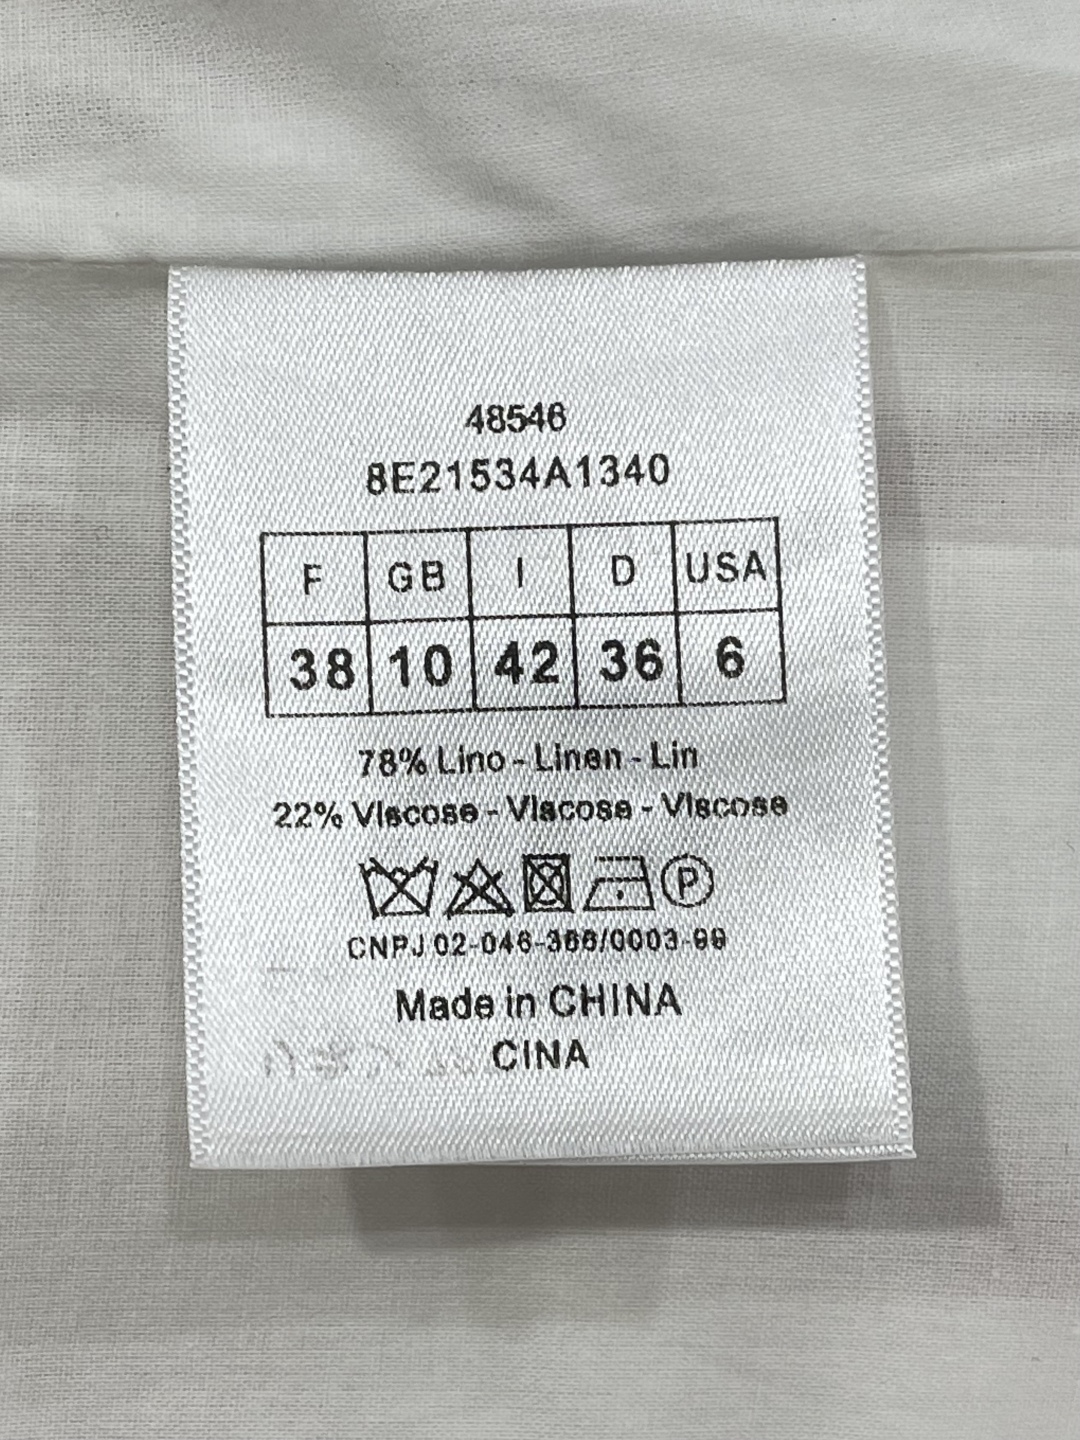 48546
8E21534A1340
F GB I D USA
38 10 42 36 6
78% Lino - Linen - Lin
22% Viscose - Viscose - Viscose
P
CNPJ 02-046-366/0003-99
Made in CHINA
CINA